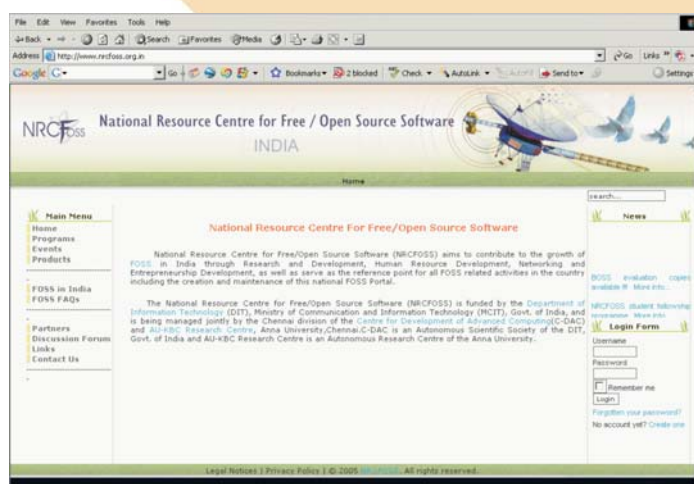 File Edit View Favorites Tools Help
Back Search Favorites Media
Address http://www.nrcfoss.org.in Go Links
Google G Go Bookmarks 2 blocked Check AutoLink Send to Settings
NRCFOSS National Resource Centre for Free / Open Source Software
INDIA
Home
search...
Main Menu
Home
Programs
Events
Products
FOSS in India
FOSS FAQs
Partners
Discussion Forum
Links
Contact Us
National Resource Centre For Free/Open Source Software
National Resource Centre for Free/Open Source Software (NRCFOSS) aims to contribute to the growth of
FOSS in India through Research and Development, Human Resource Development, Networking and
Entrepreneurship Development, as well as serve as the reference point for all FOSS related activities in the country
including the creation and maintenance of this national FOSS Portal.
The National Resource Centre for Free/Open Source Software (NRCFOSS) is funded by the Department of
Information Technology (DIT), Ministry of Communication and Information Technology (MCIT), Govt. of India, and
is being managed jointly by the Chennai division of the Centre for Development of Advanced Computing(C-DAC)
and AU-KBC Research Centre, Anna University,Chennai.C-DAC is an Autonomous Scientific Society of the DIT,
Govt. of India and AU-KBC Research Centre is an Autonomous Research Centre of the Anna University.
News
BOSS evaluation copies
available !!! More Info...
NRCFOSS student fellowship
programme More Info
Login Form
Username
Password
Remember me
Login
Forgotten your password?
No account yet? Create one
Legal Notices | Privacy Policy | © 2005 NRCFOSS. All rights reserved.